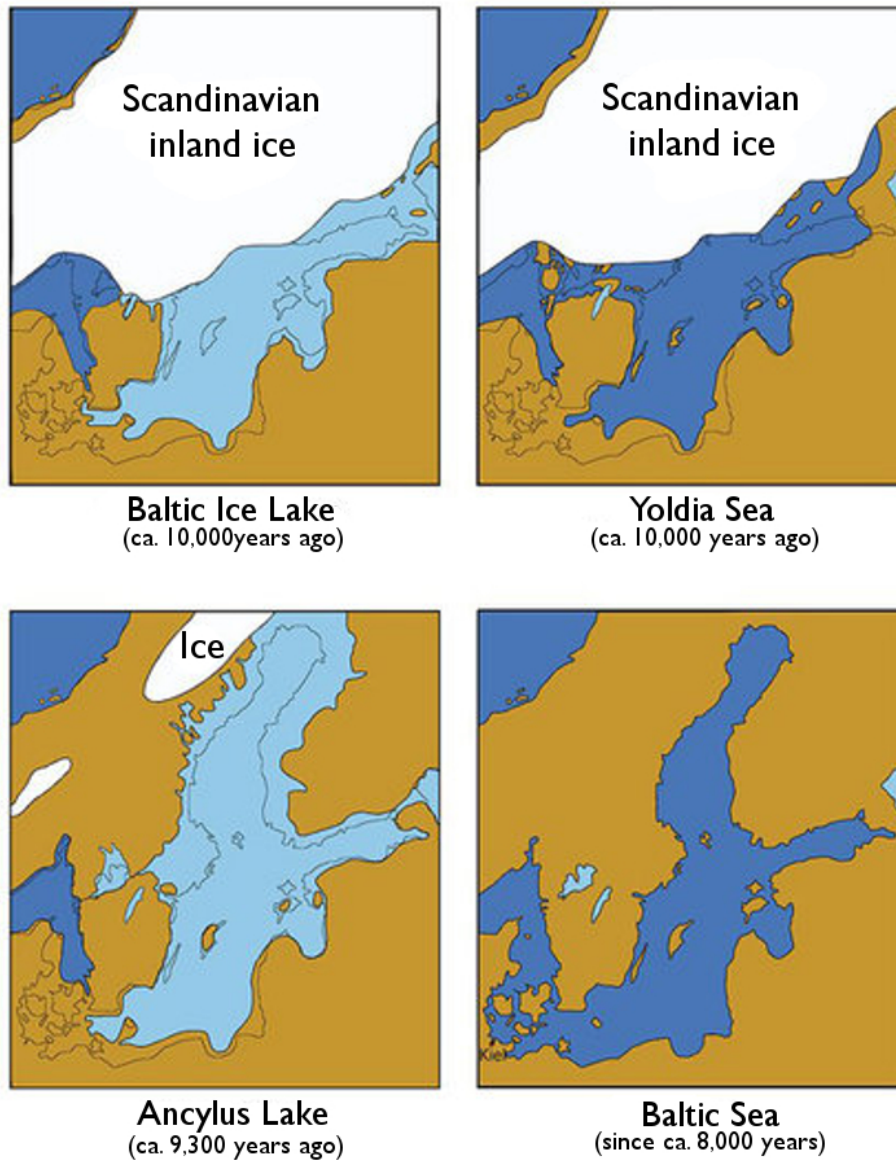 Scandinavian
inland ice
Scandinavian
inland ice
Baltic Ice Lake
(ca. 10,000years ago)
Yoldia Sea
(ca. 10,000 years ago)
Ice
Kiel
Ancylus Lake
(ca. 9,300 years ago)
Baltic Sea
(since ca. 8,000 years)